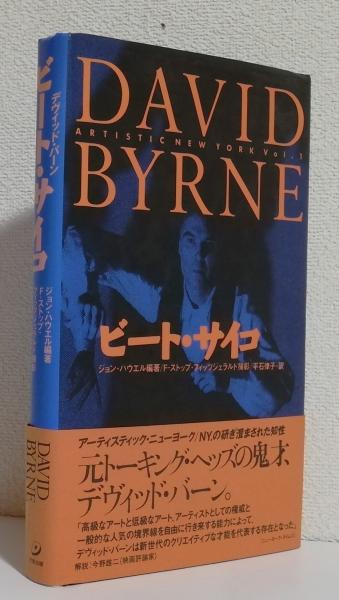 DAVID
ARTISTIC NEW YORK Vol.1
BYRNE
ビート・サイコ
ジョン・ハウエル編著/F-ストップ・フィッツジェラルド撮影/平石律子・訳
アーティスティック・ニューヨーク/NY.の研ぎ澄まされた知性
元トーキング・ヘッズの鬼才、
デヴィッド・バーン。
「高級なアートと低級なアート、アーティストとしての権威と
一般的な人気の境界線を自由に行き来する能力によって、
デヴィッド・バーンは新世代のクリエイティブな才能を代表する存在となった」
解説:今野雄二(映画評論家)
デヴィッド・バーン
ビート・サイコ
ジョン・ハウエル編著
F-ストップ・
DAVID
BYRNE